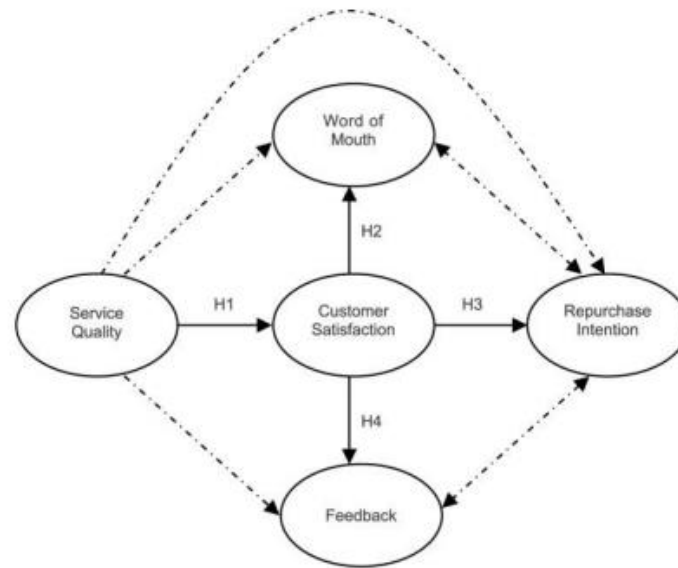 Word of
Mouth
H2
Service
Quality
H1
Customer
Satisfaction
H3
Repurchase
Intention
H4
Feedback